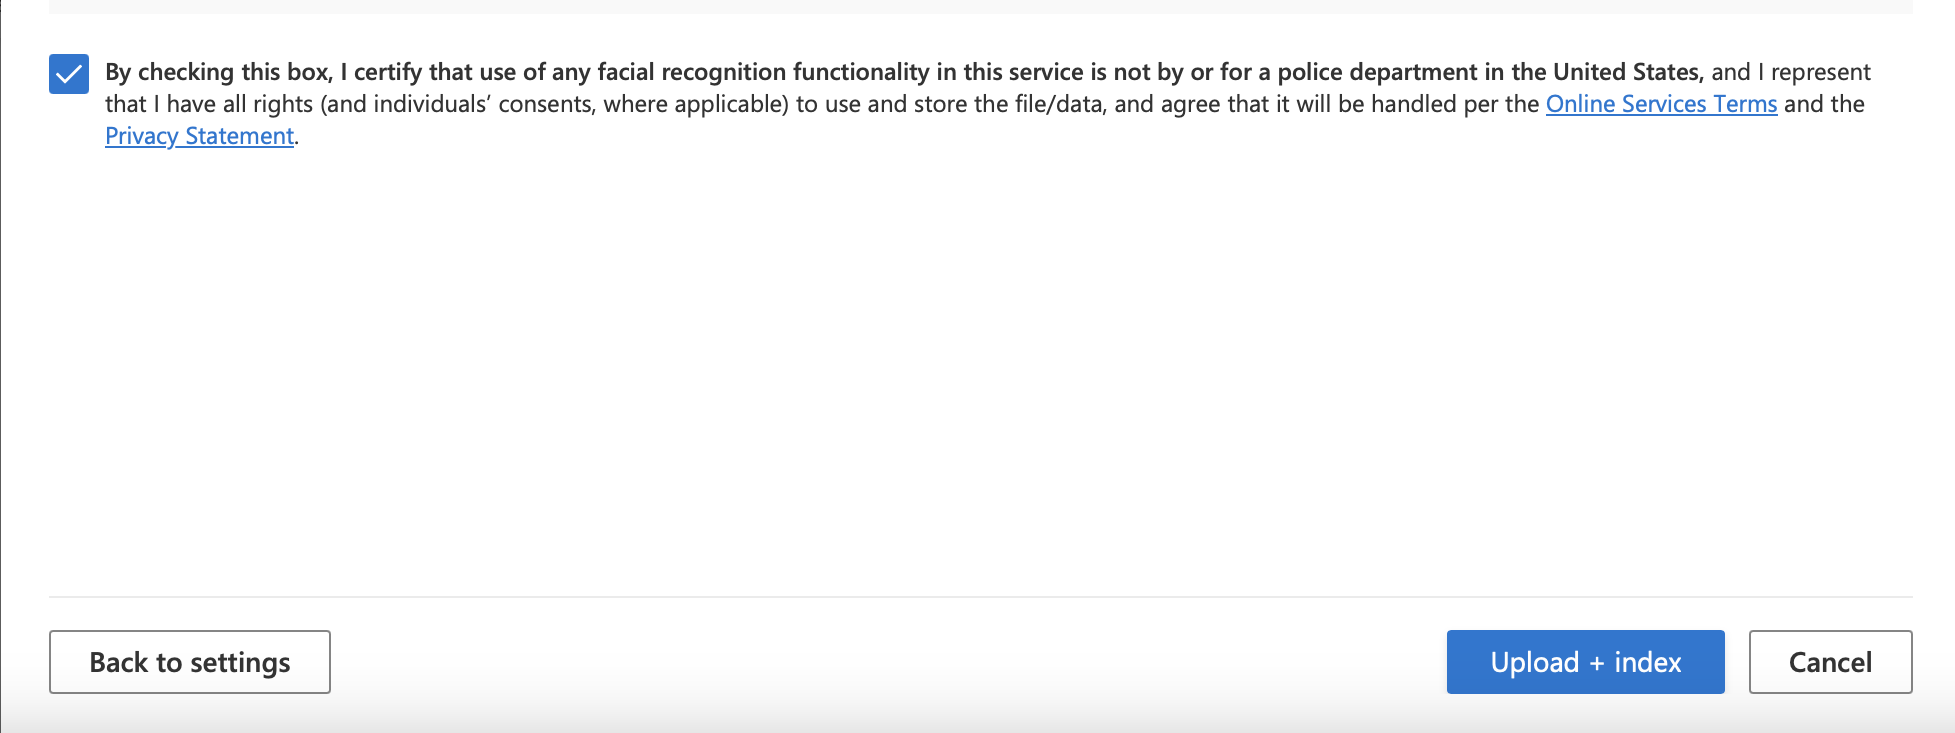 By checking this box, I certify that use of any facial recognition functionality in this service is not by or for a police department in the United States, and I represent
that I have all rights (and individuals’ consents, where applicable) to use and store the file/data, and agree that it will be handled per the Online Services Terms and the
Privacy Statement.
Back to settings
Upload + index
Cancel